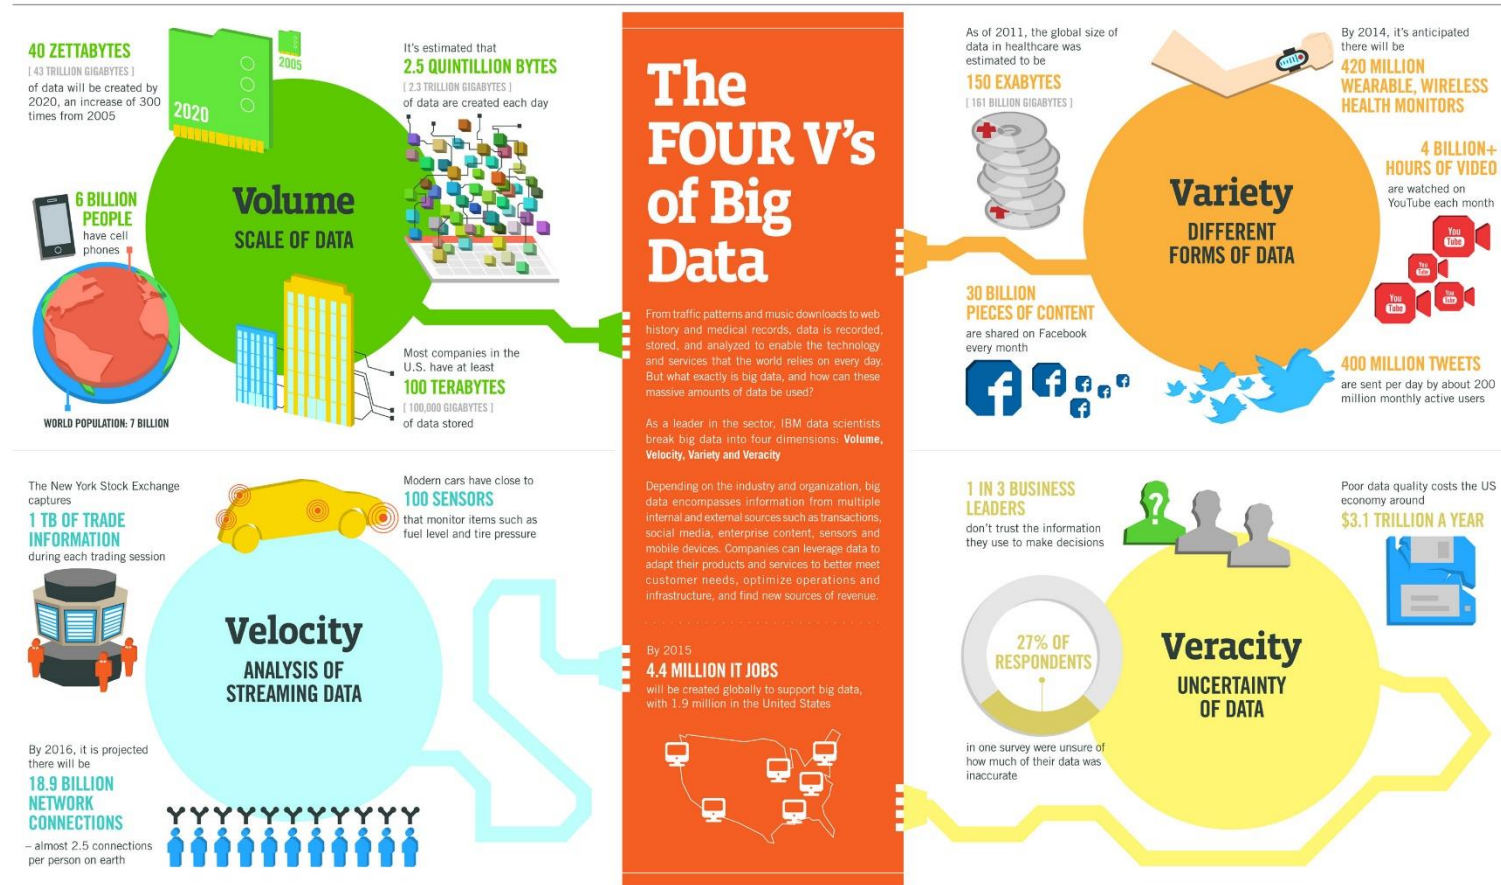 40 ZETTABYTES
[ 43 TRILLION GIGABYTES ]
of data will be created by
2020, an increase of 300
times from 2005
2020
2005
It's estimated that
2.5 QUINTILLION BYTES
[ 2.3 TRILLION GIGABYTES ]
of data are created each day
6 BILLION
PEOPLE
have cell
phones
WORLD POPULATION: 7 BILLION
Volume
SCALE OF DATA
Most companies in the
U.S. have at least
100 TERABYTES
[ 100,000 GIGABYTES ]
of data stored
The New York Stock Exchange
captures
1 TB OF TRADE
INFORMATION
during each trading session
Modern cars have close to
100 SENSORS
that monitor items such as
fuel level and tire pressure
Velocity
ANALYSIS OF
STREAMING DATA
By 2016, it is projected
there will be
18.9 BILLION
NETWORK
CONNECTIONS
– almost 2.5 connections
per person on earth
The
FOUR V's
of Big
Data
From traffic patterns and music downloads to web
history and medical records, data is recorded,
stored, and analyzed to enable the technology
and services that the world relies on every day.
But what exactly is big data, and how can these
massive amounts of data be used?
As a leader in the sector, IBM data scientists
break big data into four dimensions: Volume,
Velocity, Variety and Veracity
Depending on the industry and organization, big
data encompasses information from multiple
internal and external sources such as transactions,
social media, enterprise content, sensors and
mobile devices. Companies can leverage data to
adapt their products and services to better meet
customer needs, optimize operations and
infrastructure, and find new sources of revenue.
By 2015
4.4 MILLION IT JOBS
will be created globally to support big data,
with 1.9 million in the United States
As of 2011, the global size of
data in healthcare was
estimated to be
150 EXABYTES
[ 161 BILLION GIGABYTES ]
By 2014, it's anticipated
there will be
420 MILLION
WEARABLE, WIRELESS
HEALTH MONITORS
4 BILLION+
HOURS OF VIDEO
are watched on
YouTube each month
You
Tube
You
Tube
You
Tube
You
Tube
Variety
DIFFERENT
FORMS OF DATA
30 BILLION
PIECES OF CONTENT
are shared on Facebook
every month
f
f
f
f
f
f
400 MILLION TWEETS
are sent per day by about 200
million monthly active users
1 IN 3 BUSINESS
LEADERS
don't trust the information
they use to make decisions
?
Poor data quality costs the US
economy around
$3.1 TRILLION A YEAR
27% OF
RESPONDENTS
in one survey were unsure of
how much of their data was
inaccurate
Veracity
UNCERTAINTY
OF DATA